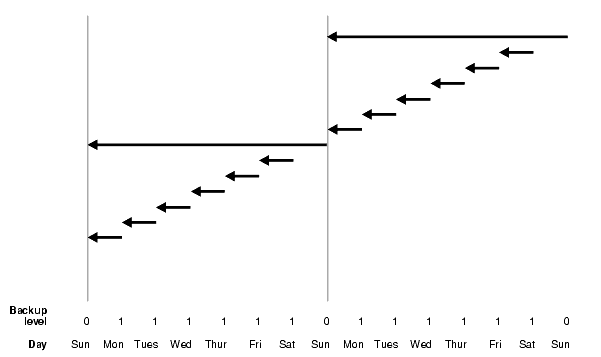 Backup
level 0 1 1 1 1 1 1 0 1 1 1 1 1 1 0
Day Sun Mon Tues Wed Thur Fri Sat Sun Mon Tues Wed Thur Fri Sat Sun